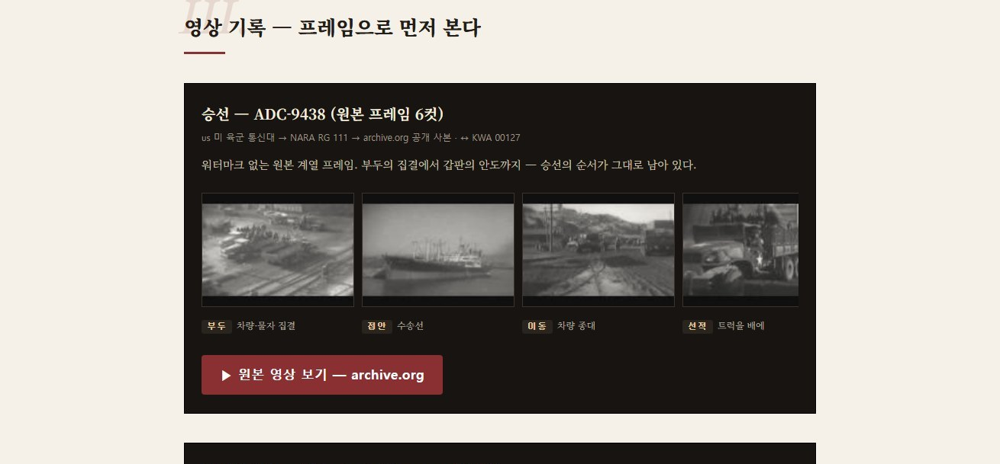 III
영상 기록 — 프레임으로 먼저 본다
승선 — ADC-9438 (원본 프레임 6컷)
us 미 육군 통신대 → NARA RG 111 → archive.org 공개 사본 · ↔ KWA 00127
워터마크 없는 원본 계열 프레임. 부두의 집결에서 갑판의 안도까지 — 승선의 순서가 그대로 남아 있다.
부두 차량·물자 집결
접안 수송선
이동 차량 종대
선적 트럭을 배에
▶ 원본 영상 보기 — archive.org